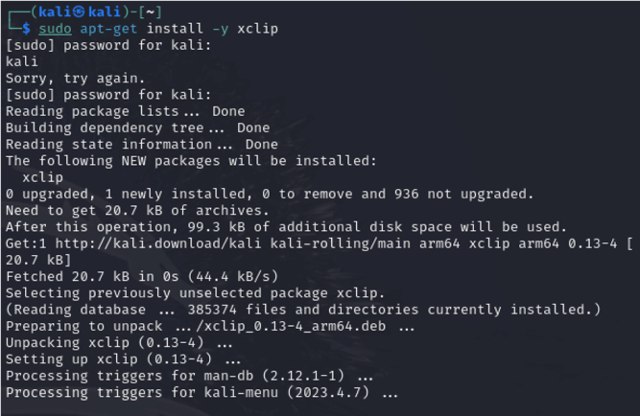 ┌──(kali㉿kali)-[~]
└─$ sudo apt-get install -y xclip
[sudo] password for kali:
kali
Sorry, try again.
[sudo] password for kali:
Reading package lists... Done
Building dependency tree... Done
Reading state information... Done
The following NEW packages will be installed:
  xclip
0 upgraded, 1 newly installed, 0 to remove and 936 not upgraded.
Need to get 20.7 kB of archives.
After this operation, 99.3 kB of additional disk space will be used.
Get:1 http://kali.download/kali kali-rolling/main arm64 xclip arm64 0.13-4 [
20.7 kB]
Fetched 20.7 kB in 0s (44.4 kB/s)
Selecting previously unselected package xclip.
(Reading database ... 385374 files and directories currently installed.)
Preparing to unpack .../xclip_0.13-4_arm64.deb ...
Unpacking xclip (0.13-4) ...
Setting up xclip (0.13-4) ...
Processing triggers for man-db (2.12.1-1) ...
Processing triggers for kali-menu (2023.4.7) ...